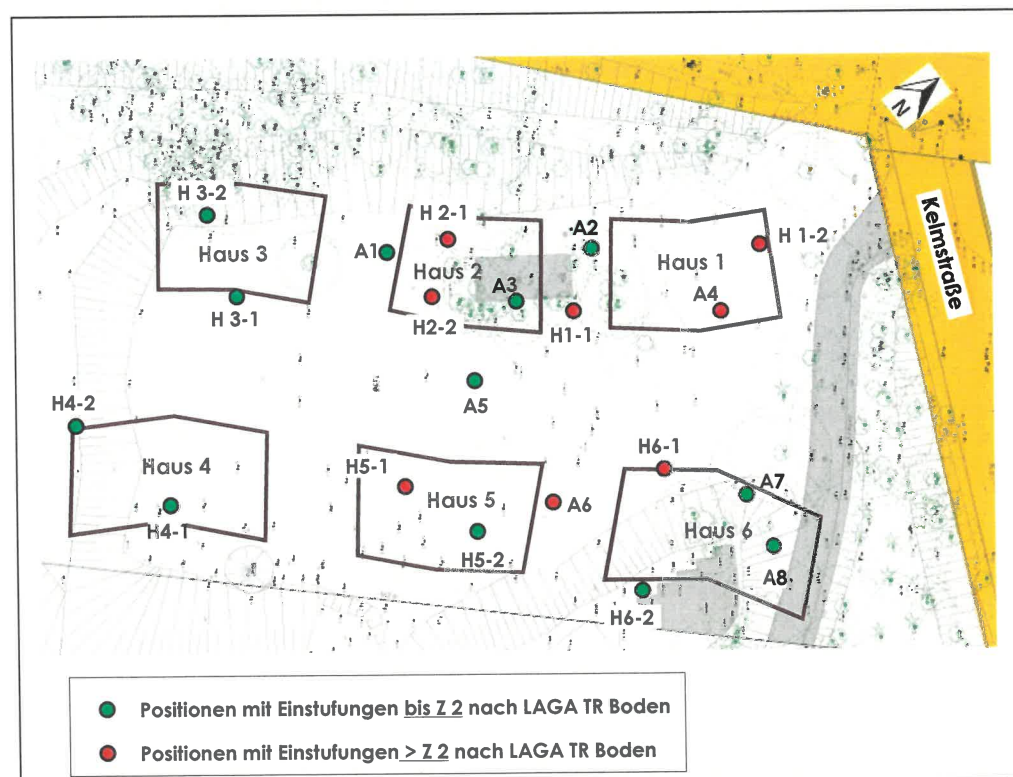 N
Kelmstraße
H 3-2
Haus 3
H 3-1
A1
H 2-1
Haus 2
A3
H2-2
A2
H1-1
Haus 1
A4
H 1-2
A5
H4-2
Haus 4
H4-1
H5-1
Haus 5
H5-2
A6
H6-1
A7
Haus 6
A8
H6-2
Positionen mit Einstufungen bis Z 2 nach LAGA TR Boden
Positionen mit Einstufungen > Z 2 nach LAGA TR Boden